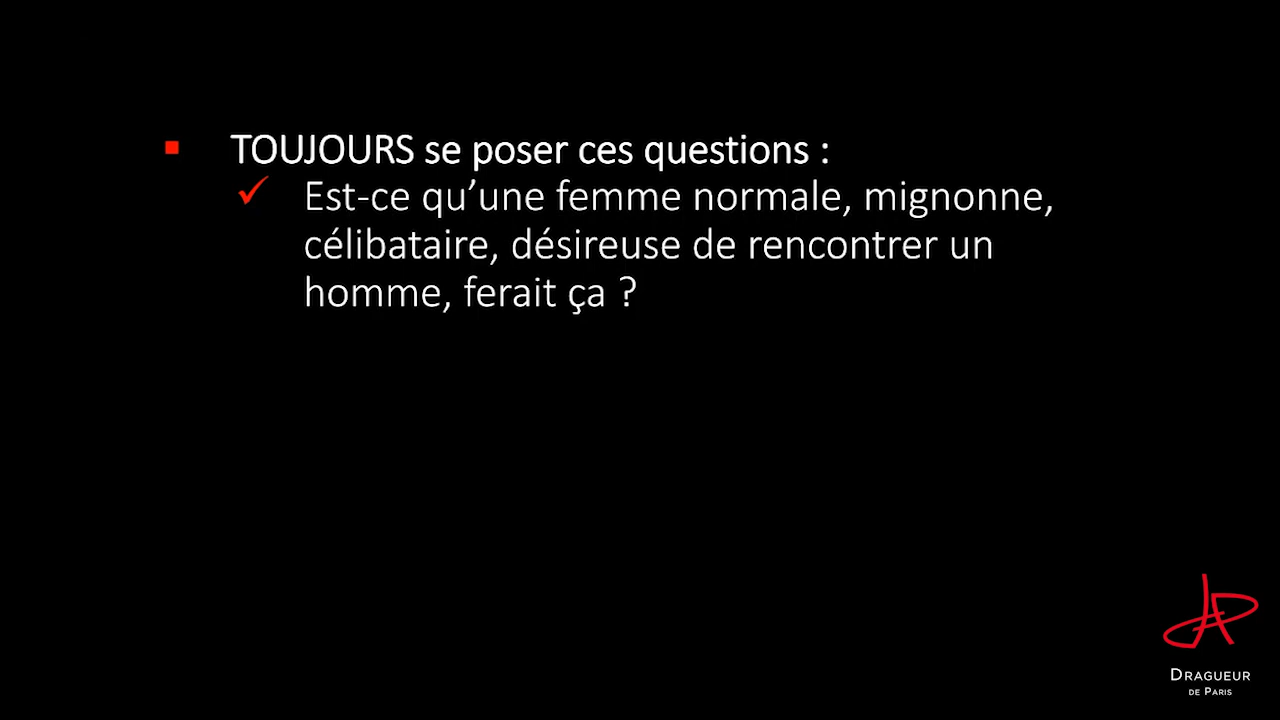 TOUJOURS se poser ces questions :
Est-ce qu’une femme normale, mignonne,
célibataire, désireuse de rencontrer un
homme, ferait ça ?
DRAGUEUR
DE PARIS